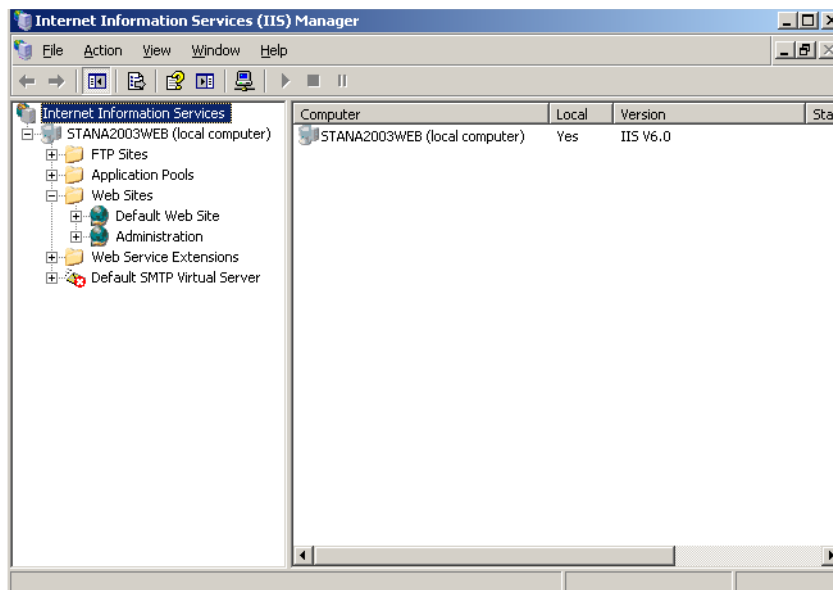 Internet Information Services (IIS) Manager
File Action View Window Help
Internet Information Services
STANA2003WEB (local computer)
FTP Sites
Application Pools
Web Sites
Default Web Site
Administration
Web Service Extensions
Default SMTP Virtual Server
Computer Local Version Sta
STANA2003WEB (local computer) Yes IIS V6.0